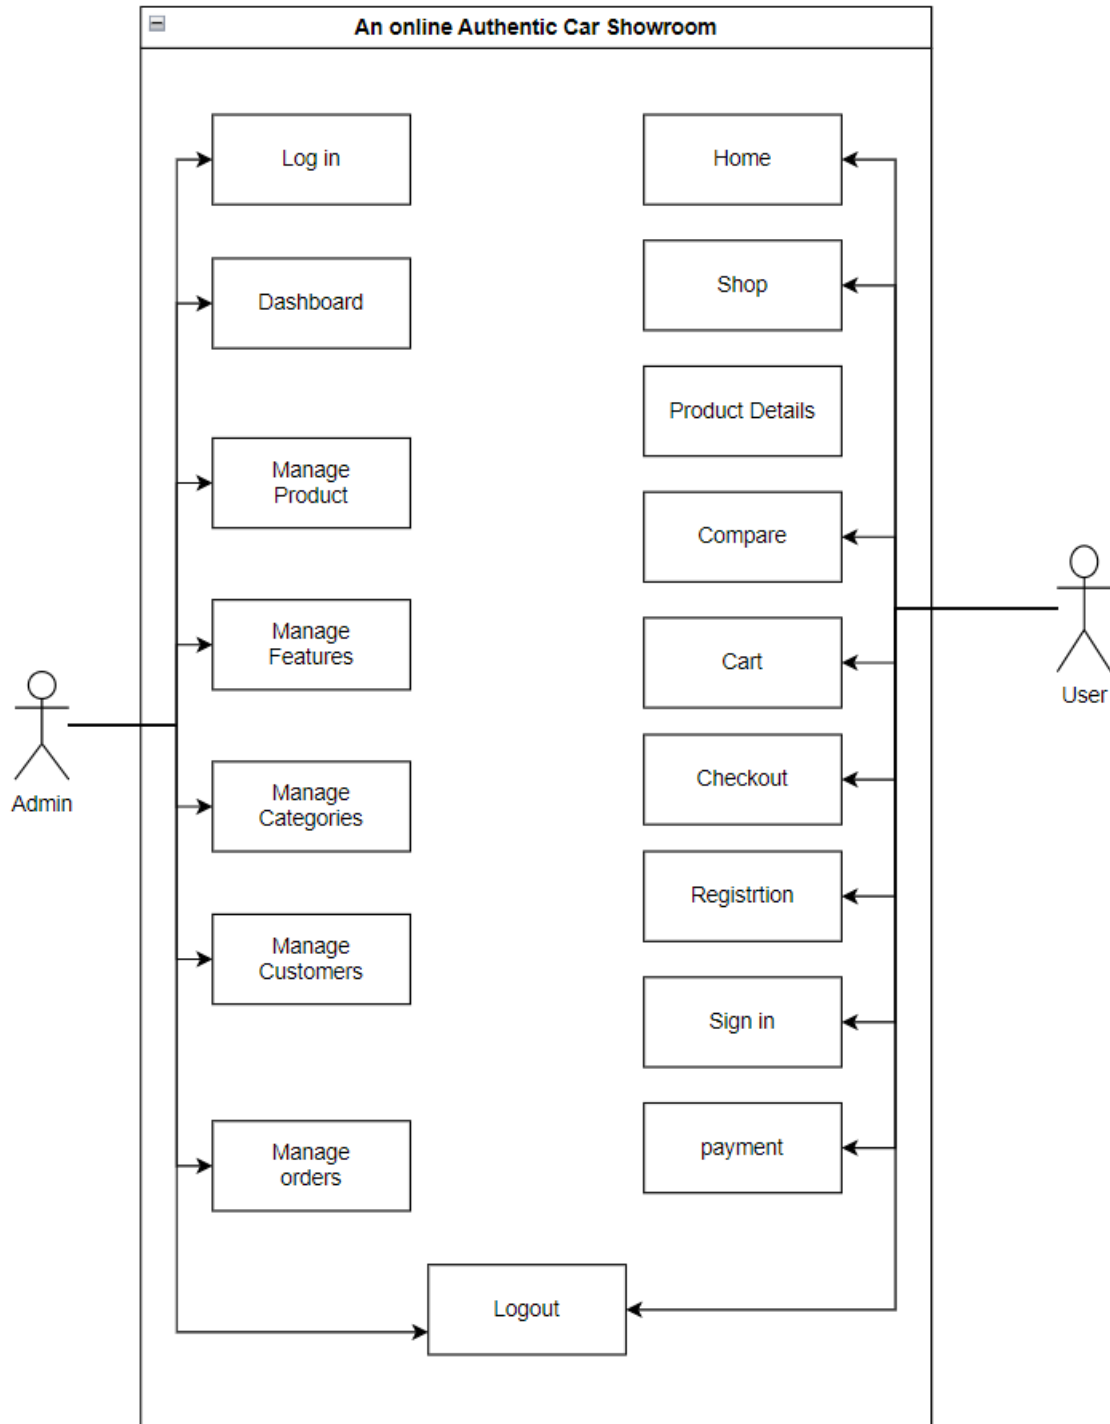 An online Authentic Car Showroom
Log in
Dashboard
Manage
Product
Manage
Features
Manage
Categories
Manage
Customers
Manage
orders
Logout
Home
Shop
Product Details
Compare
Cart
Checkout
Registrtion
Sign in
payment
Admin
User